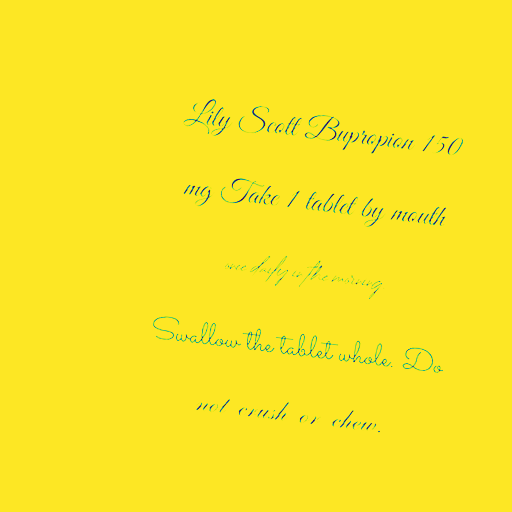 Lily Scott Bupropion 150
mg Take 1 tablet by mouth
daily in the morning
Swallow the tablet whole. Do
not crush or chew.